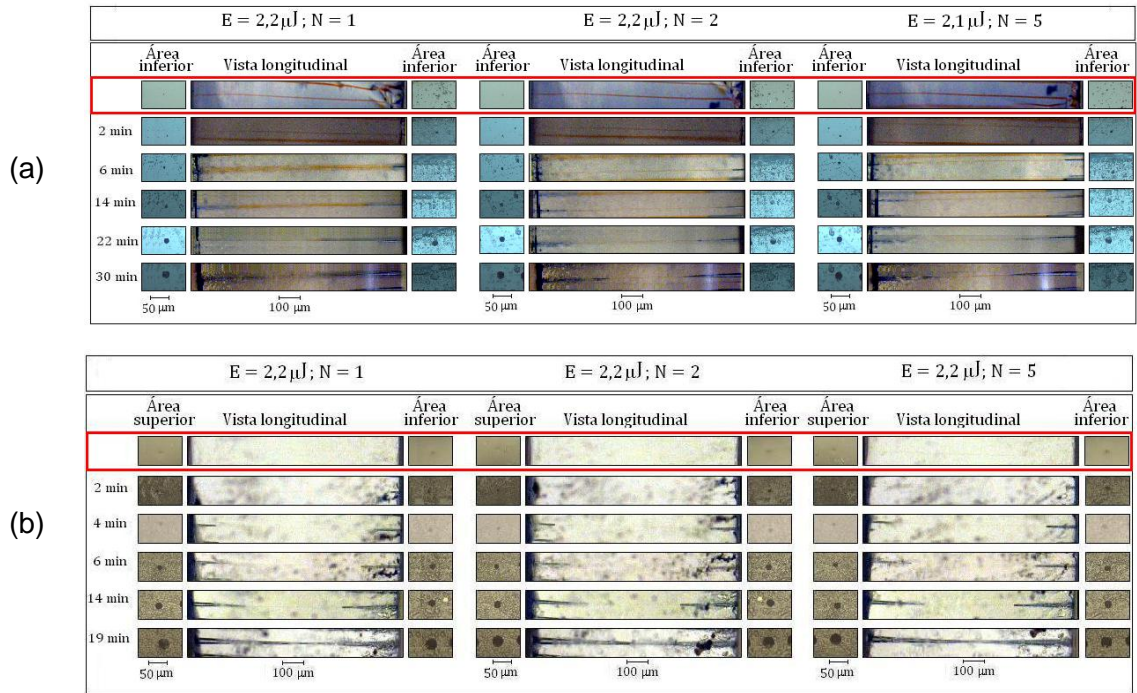 E = 2,2 µJ; N = 1 E = 2,2 µJ; N = 2 E = 2,1 µJ; N = 5
Área inferior Vista longitudinal Área inferior Área inferior Vista longitudinal Área inferior Área inferior Vista longitudinal Área inferior
2 min
(a)
6 min
14 min
22 min
30 min
50 µm 100 µm 50 µm 100 µm 50 µm 100 µm
E = 2,2 µJ; N = 1 E = 2,2 µJ; N = 2 E = 2,2 µJ; N = 5
Área superior Vista longitudinal Área inferior Área superior Vista longitudinal Área inferior Área superior Vista longitudinal Área inferior
2 min
(b)
4 min
6 min
14 min
19 min
50 µm 100 µm 50 µm 100 µm 50 µm 100 µm